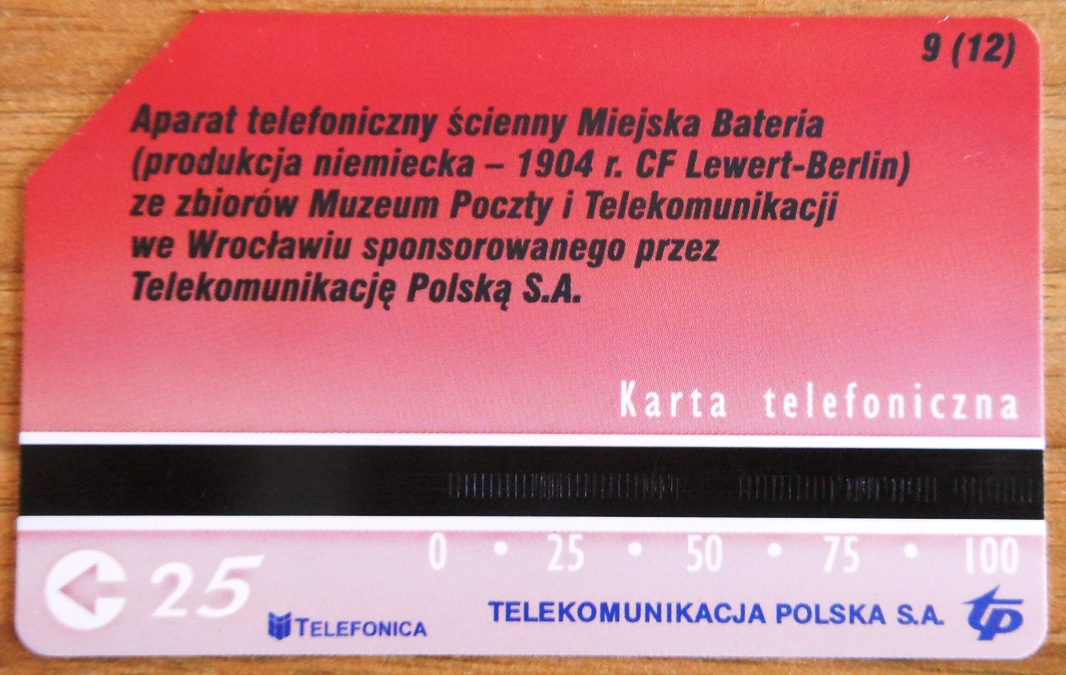 9 (12)
Aparat telefoniczny ścienny Miejska Bateria
(produkcja niemiecka – 1904 r. CF Lewert-Berlin)
ze zbiorów Muzeum Poczty i Telekomunikacji
we Wrocławiu sponsorowanego przez
Telekomunikację Polską S.A.
Karta telefoniczna
0 • 25 • 50 • 75 • 100
25
TELEFONICA
TELEKOMUNIKACJA POLSKA S.A. tp